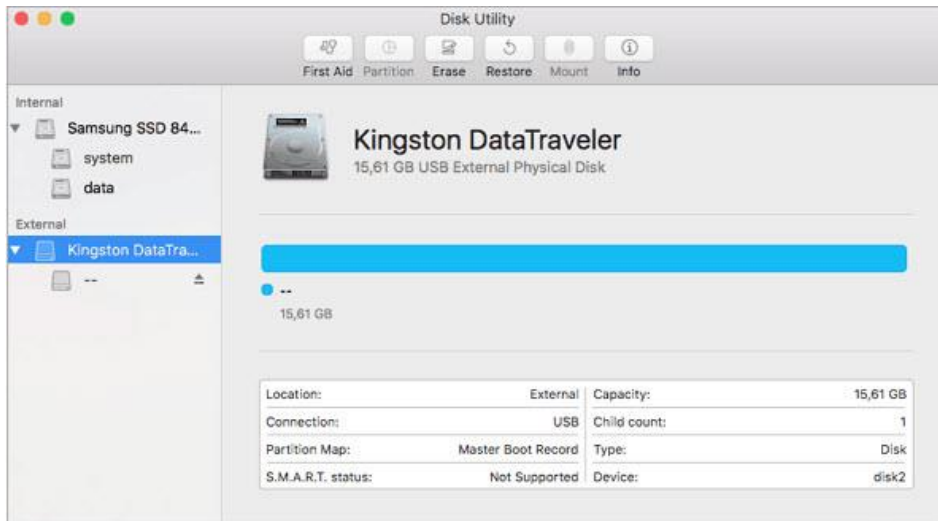 Disk Utility
First Aid Partition Erase Restore Mount Info
Internal
Samsung SSD 84...
system
data
External
Kingston DataTra...
--
Kingston DataTraveler
15,61 GB USB External Physical Disk
--
15,61 GB
Location: External Capacity: 15,61 GB
Connection: USB Child count: 1
Partition Map: Master Boot Record Type: Disk
S.M.A.R.T. status: Not Supported Device: disk2